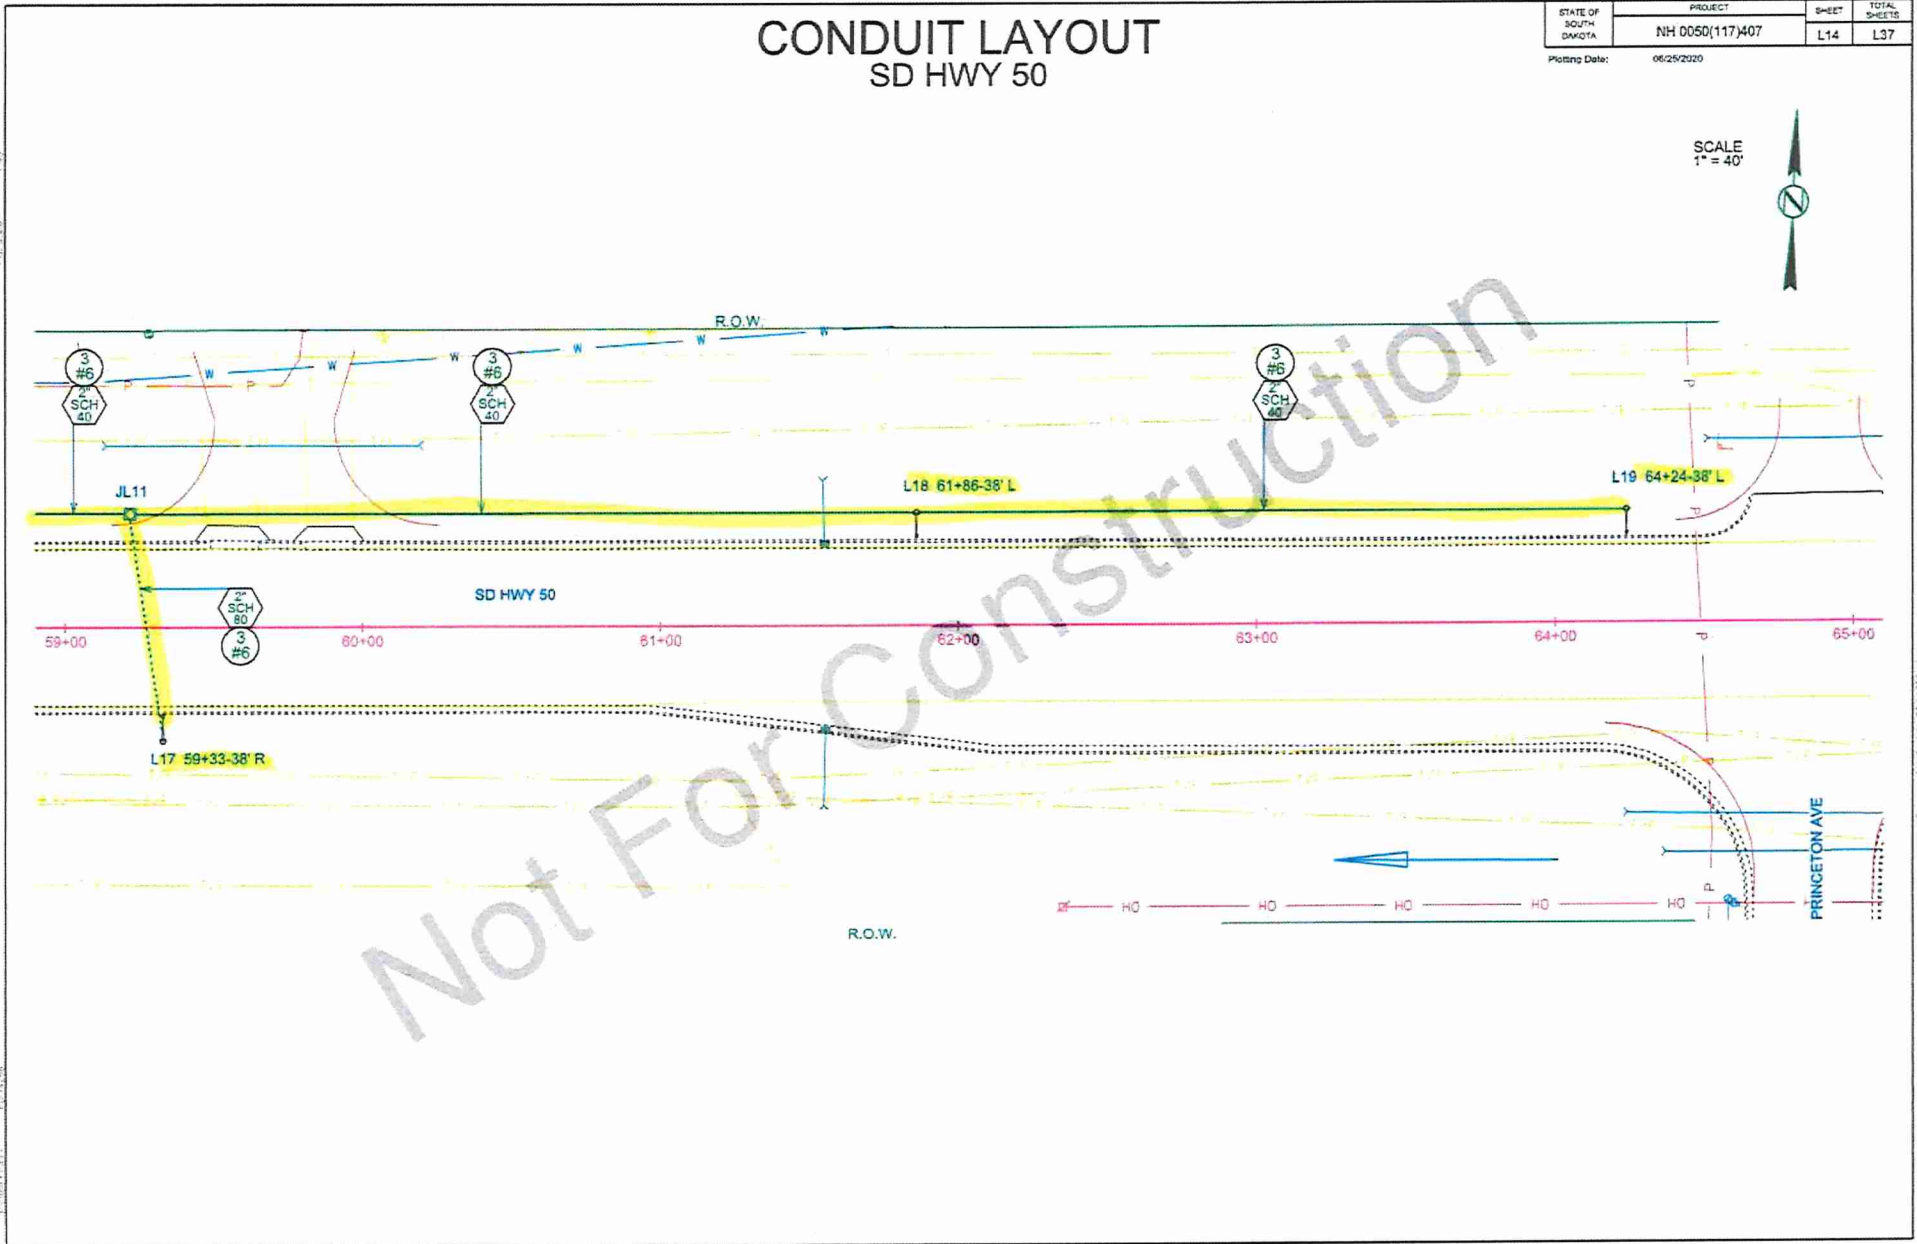 CONDUIT LAYOUT
SD HWY 50
STATE OF
SOUTH
DAKOTA
PROJECT
NH 0050(117)407
SHEET
L14
TOTAL
SHEETS
L37
Plotting Date: 06/25/2020
SCALE
1" = 40'
N
R.O.W.
W W W W W W
P P
3
#6
2"
SCH
40
3
#6
2"
SCH
40
3
#6
2"
SCH
40
P
JL11
L18 61+86-38' L
L19 64+24-38' L
P
2"
SCH
80
3
#6
SD HWY 50
59+00
60+00
61+00
62+00
63+00
64+00
65+00
P
L17 59+33-38' R
PRINCETON AVE
P
HO HO HO HO HO
R.O.W.
Not For Construction